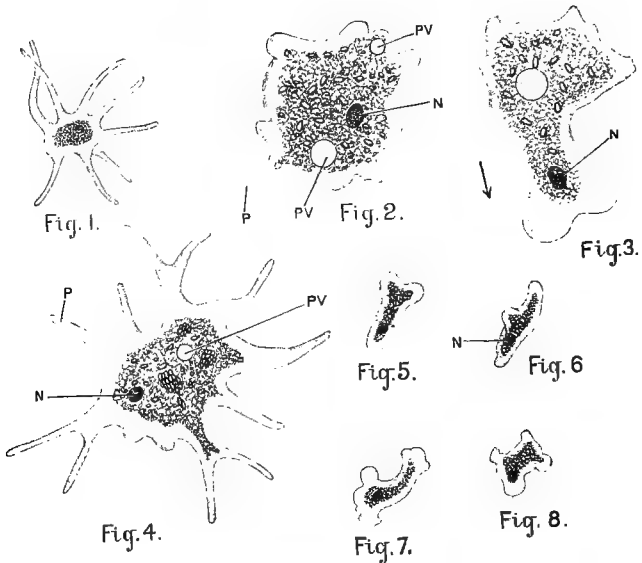 PV
N
N
P
PV
Fig. 1.
Fig. 2.
Fig. 3.
P
PV
N
N
Fig. 5.
Fig. 6
Fig. 4.
Fig. 7.
Fig. 8.